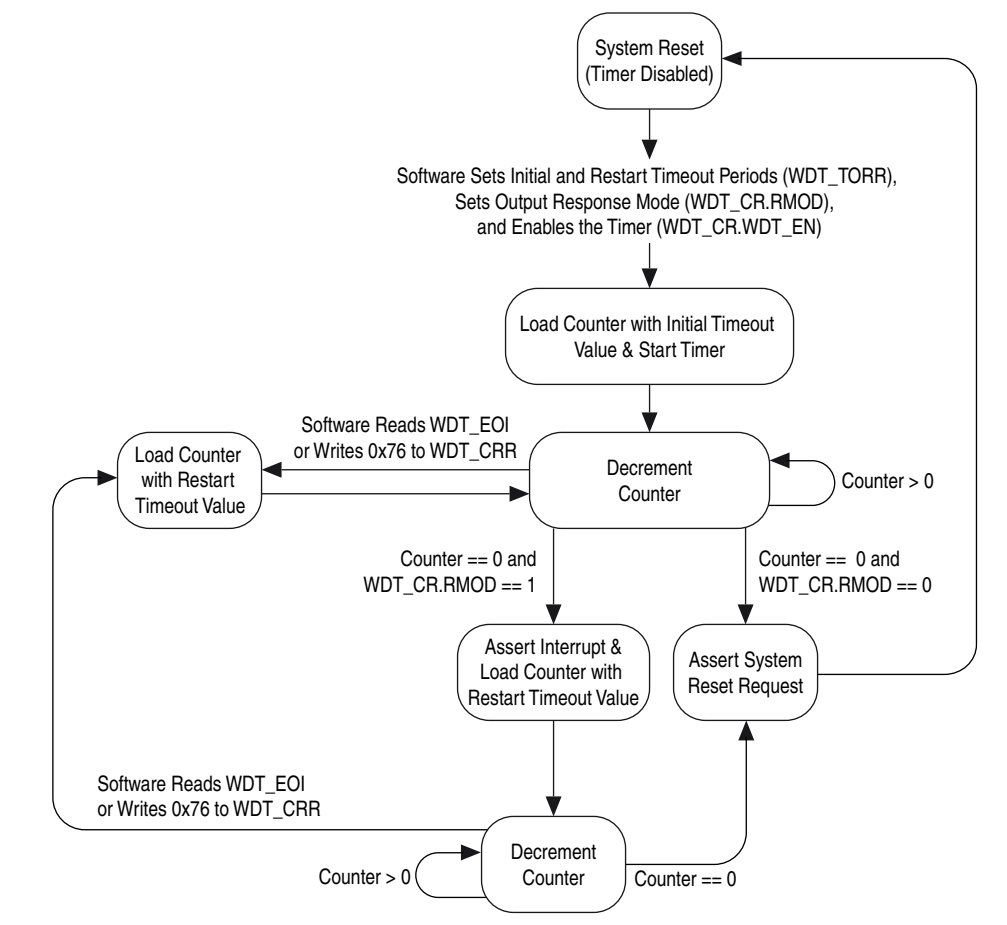 System Reset
(Timer Disabled)
Software Sets Initial and Restart Timeout Periods (WDT_TORR),
Sets Output Response Mode (WDT_CR.RMOD),
and Enables the Timer (WDT_CR.WDT_EN)
Load Counter with Initial Timeout
Value & Start Timer
Software Reads WDT_EOI
or Writes 0x76 to WDT_CRR
Load Counter
with Restart
Timeout Value
Decrement
Counter
Counter > 0
Counter == 0 and
WDT_CR.RMOD == 1
Counter == 0 and
WDT_CR.RMOD == 0
Assert Interrupt &
Load Counter with
Restart Timeout Value
Assert System
Reset Request
Software Reads WDT_EOI
or Writes 0x76 to WDT_CRR
Decrement
Counter
Counter > 0
Counter == 0